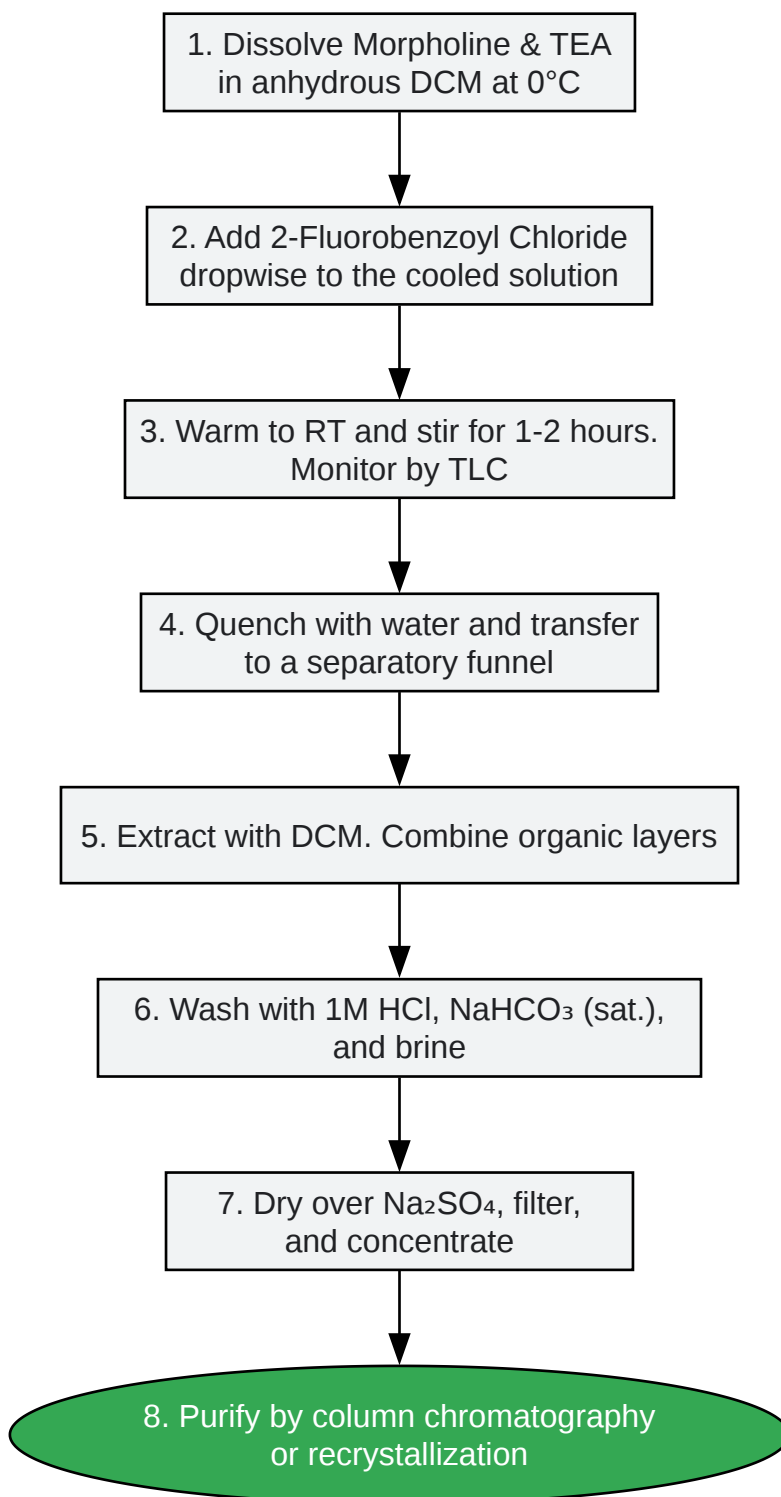 1. Dissolve Morpholine & TEA
in anhydrous DCM at 0°C
2. Add 2-Fluorobenzoyl Chloride
dropwise to the cooled solution
3. Warm to RT and stir for 1-2 hours.
Monitor by TLC
4. Quench with water and transfer
to a separatory funnel
5. Extract with DCM. Combine organic layers
6. Wash with 1M HCl, NaHCO₃ (sat.),
and brine
7. Dry over Na₂SO₄, filter,
and concentrate
8. Purify by column chromatography
or recrystallization